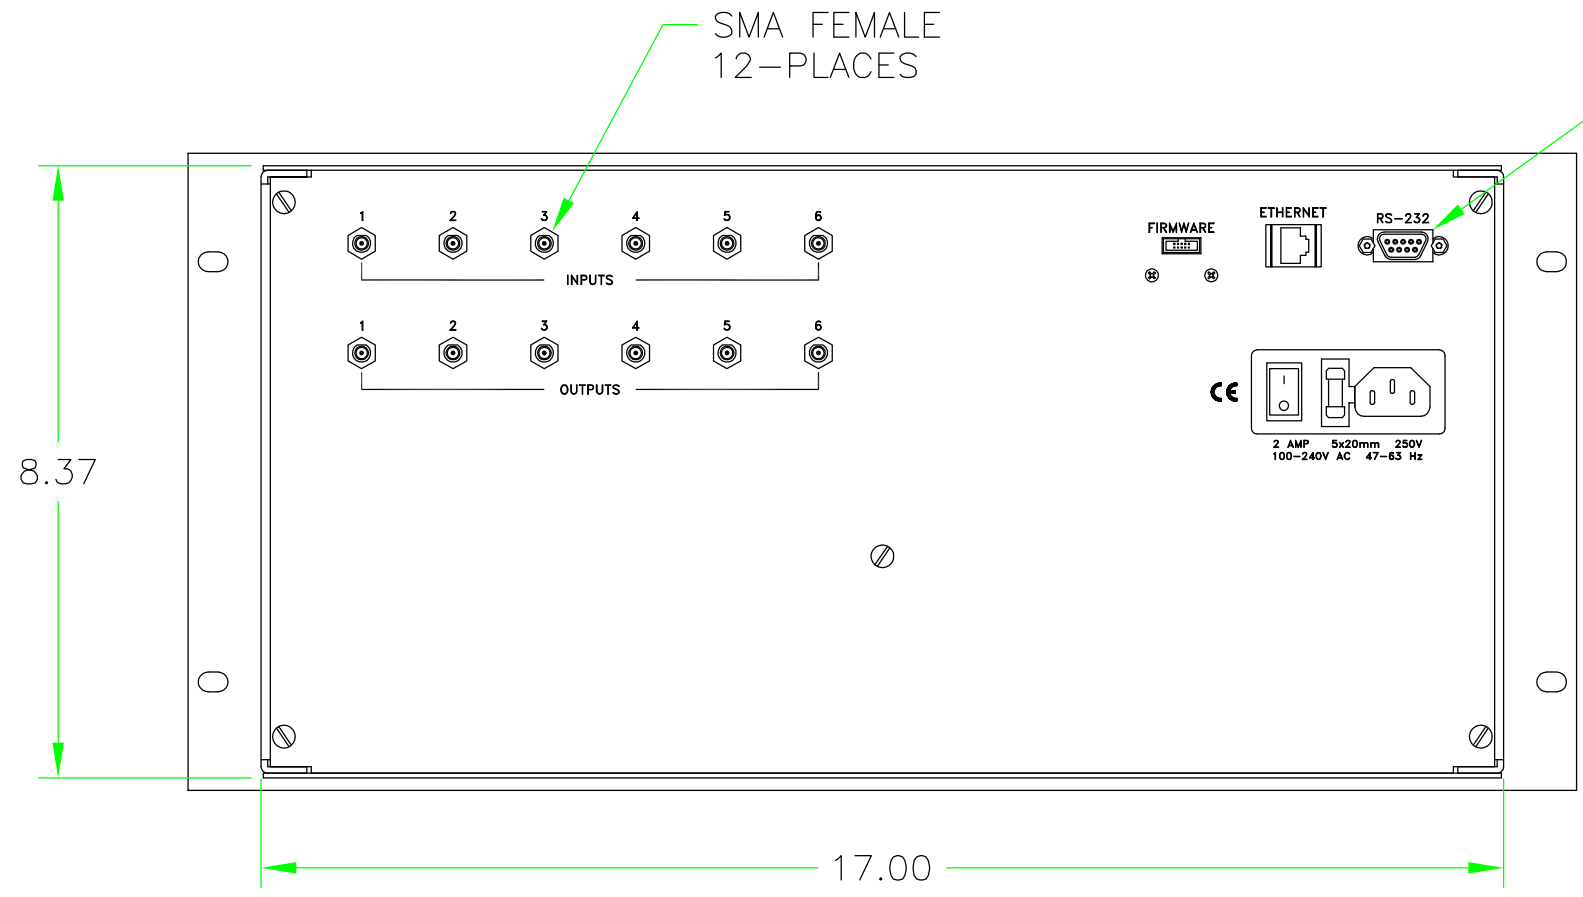 SMA FEMALE
12-PLACES
1 2 3 4 5 6
INPUTS
1 2 3 4 5 6
OUTPUTS
FIRMWARE
ETHERNET
RS-232
CE
2 AMP 5x20mm 250V
100-240V AC 47-63 Hz
8.37
17.00